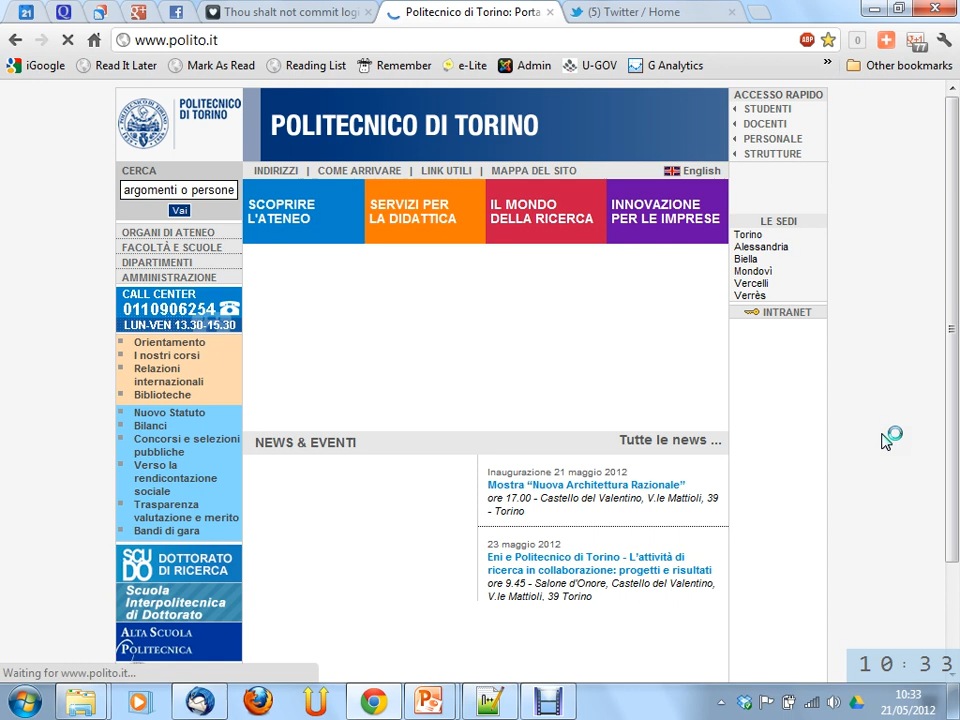 21
Thou shalt not commit logi
Politecnico di Torino: Porta
(5) Twitter / Home
www.polito.it
ABP
0
77
iGoogle
Read It Later
Mark As Read
Reading List
Remember
e-Lite
Admin
U-GOV
G Analytics
»
Other bookmarks
POLITECNICO
DI TORINO
POLITECNICO DI TORINO
ACCESSO RAPIDO
STUDENTI
DOCENTI
PERSONALE
STRUTTURE
CERCA
argomenti o persone
Vai
INDIRIZZI | COME ARRIVARE | LINK UTILI | MAPPA DEL SITO
English
SCOPRIRE
L'ATENEO
SERVIZI PER
LA DIDATTICA
IL MONDO
DELLA RICERCA
INNOVAZIONE
PER LE IMPRESE
LE SEDI
Torino
Alessandria
Biella
Mondovì
Vercelli
Verrès
INTRANET
ORGANI DI ATENEO
FACOLTÀ E SCUOLE
DIPARTIMENTI
AMMINISTRAZIONE
CALL CENTER
0110906254
LUN-VEN 13.30-15.30
Orientamento
I nostri corsi
Relazioni
internazionali
Biblioteche
Nuovo Statuto
Bilanci
Concorsi e selezioni
pubbliche
Verso la
rendicontazione
sociale
Trasparenza
valutazione e merito
Bandi di gara
SCU
DO
DOTTORATO
DI RICERCA
Scuola
Interpolitecnica
di Dottorato
ALTA SCUOLA
POLITECNICA
NEWS & EVENTI
Tutte le news ...
Inaugurazione 21 maggio 2012
Mostra “Nuova Architettura Razionale”
ore 17.00 - Castello del Valentino, V.le Mattioli, 39
- Torino
23 maggio 2012
Eni e Politecnico di Torino - L'attività di
ricerca in collaborazione: progetti e risultati
ore 9.45 - Salone d'Onore, Castello del Valentino,
V.le Mattioli, 39 Torino
Waiting for www.polito.it...
10:33
10:33
21/05/2012